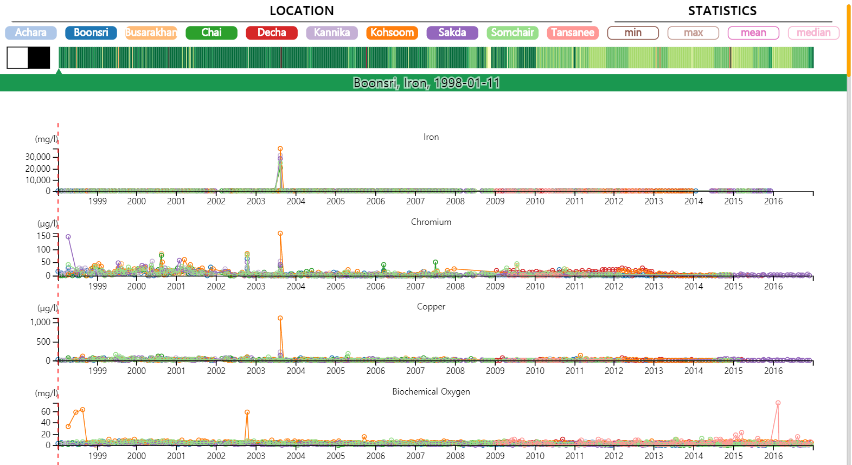 LOCATION STATISTICS
Achara Boonsri Busarakhan Chai Decha Kannika Kohsoom Sakda Somchair Tansanee min max mean median
Boonsri, Iron, 1998-01-11
Iron
(mg/l)
30,000
20,000
10,000
0
1999 2000 2001 2002 2003 2004 2005 2006 2007 2008 2009 2010 2011 2012 2013 2014 2015 2016
Chromium
(µg/l)
150
100
50
0
1999 2000 2001 2002 2003 2004 2005 2006 2007 2008 2009 2010 2011 2012 2013 2014 2015 2016
Copper
(µg/l)
1,000
500
0
1999 2000 2001 2002 2003 2004 2005 2006 2007 2008 2009 2010 2011 2012 2013 2014 2015 2016
Biochemical Oxygen
(mg/l)
60
40
20
0
1999 2000 2001 2002 2003 2004 2005 2006 2007 2008 2009 2010 2011 2012 2013 2014 2015 2016